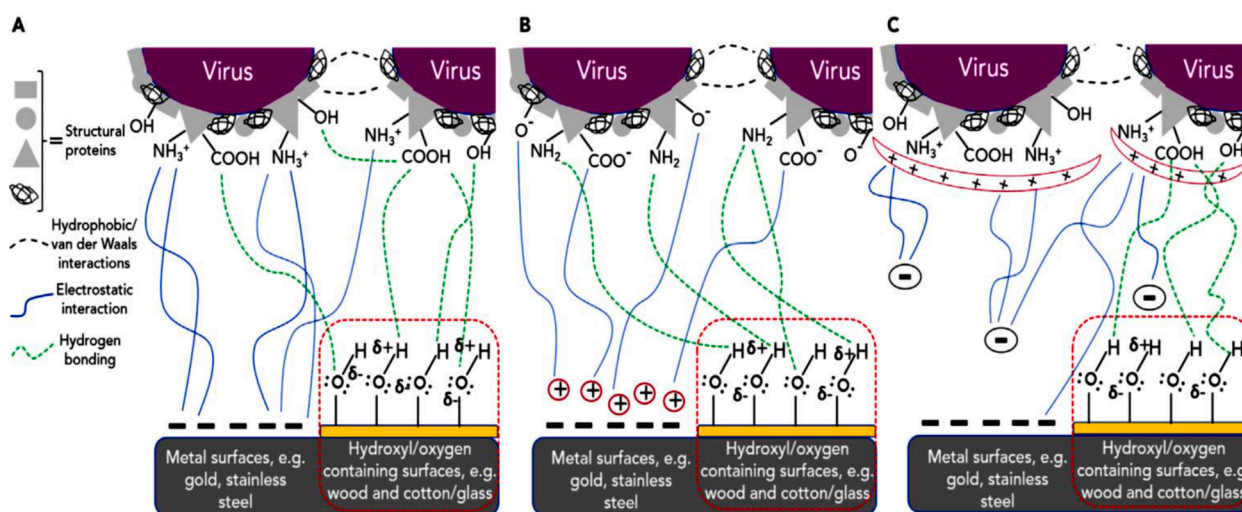 A
B
C
Virus
Virus
Virus
Virus
Virus
Virus
= Structural
proteins
Hydrophobic/
van der Waals
interactions
Electrostatic
interaction
Hydrogen
bonding
OH
NH3+
COOH
NH3+
OH
NH3+
COOH
OH
δ+ H H δ+ H
H
:O: δ- :O: δ- :O: :O:
δ-
- - - - -
Metal surfaces, e.g.
gold, stainless
steel
Hydroxyl/oxygen
containing surfaces, e.g.
wood and cotton/glass
O-
NH2
COO-
NH2
O-
NH2
COO-
O-
H δ+ H H δ+ H
:O: :O: δ- :O: :O: δ-
+ + + + +
- - - - -
Metal surfaces, e.g.
gold, stainless
steel
Hydroxyl/oxygen
containing surfaces, e.g.
wood and cotton/glass
OH
NH3+
COOH
NH3+
OH
NH3+
COOH
OH
+ + + + + + +
+ + + + +
-
-
-
H δ+ H H H
:O: :O: δ- :O: :O: δ-
- - - - -
Metal surfaces, e.g.
gold, stainless
steel
Hydroxyl/oxygen
containing surfaces, e.g.
wood and cotton/glass